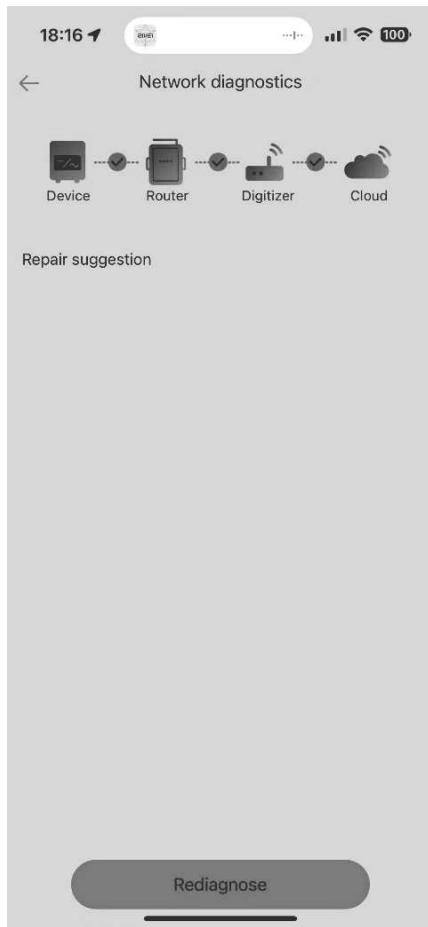 18:16
100
Network diagnostics
Device Router Digitizer Cloud
Repair suggestion
Rediagnose